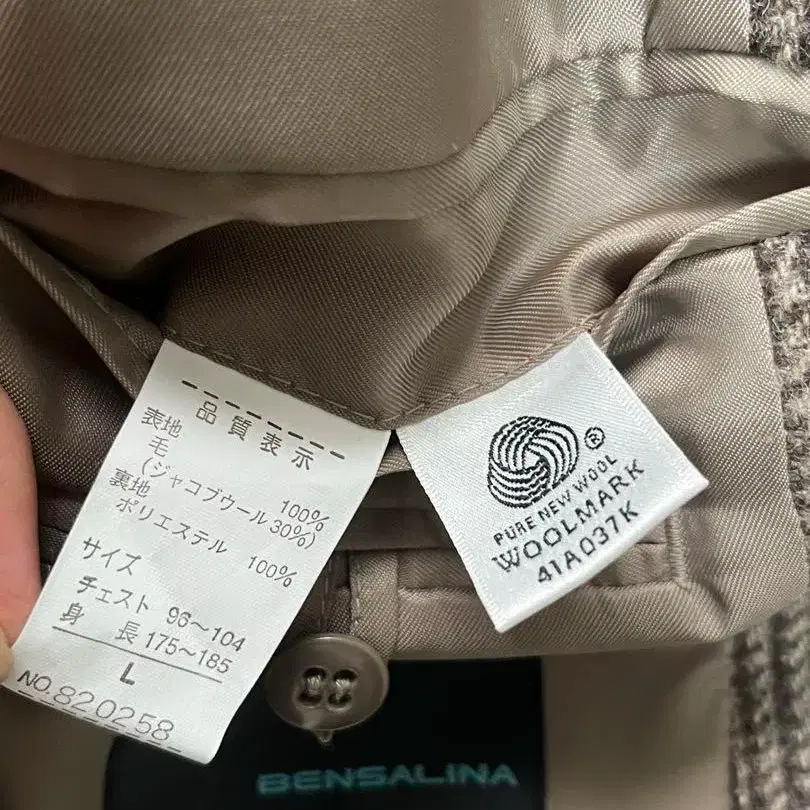 品質表示
表地
毛 100%
(ジャコブウール30%)
裏地
ポリエステル 100%
サイズ
チェスト 96～104
身長 175～185
L
NO.820258
®
PURE NEW WOOL
WOOLMARK
41A037K
BENSALINA